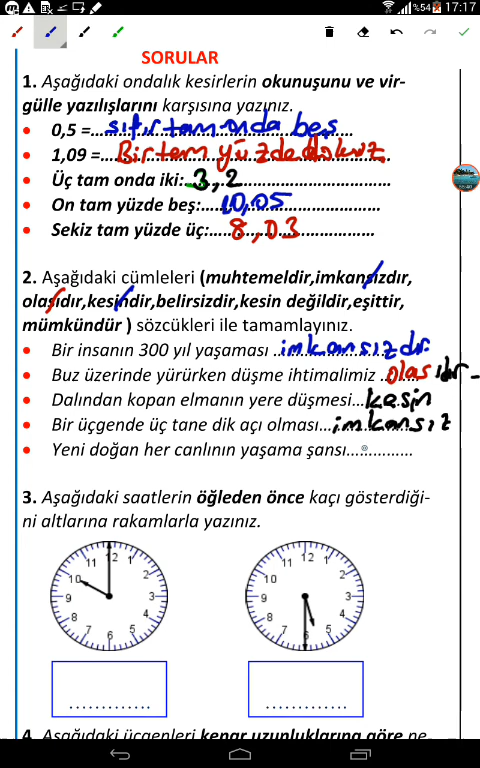 %54 17:17
SORULAR
1. Aşağıdaki ondalık kesirlerin okunuşunu ve vir-
gülle yazılışlarını karşısına yazınız.
• 0,5 =...sıfır tam onda beş...
• 1,09 =...Bir tam yüzde dokuz...
• Üç tam onda iki:...3,2...
• On tam yüzde beş:...10,05...
• Sekiz tam yüzde üç:...8,03...
2. Aşağıdaki cümleleri (muhtemeldir,imkansızdır,
olasıdır,kesindir,belirsizdir,kesin değildir,eşittir,
mümkündür ) sözcükleri ile tamamlayınız.
• Bir insanın 300 yıl yaşaması ...imkansızdır.
• Buz üzerinde yürürken düşme ihtimalimiz ...olasıdır
• Dalından kopan elmanın yere düşmesi...kesin
• Bir üçgende üç tane dik açı olması...imkansız
• Yeni doğan her canlının yaşama şansı...............
3. Aşağıdaki saatlerin öğleden önce kaçı gösterdiği-
ni altlarına rakamlarla yazınız.
12 1 2 3 4 5 6 7 8 9 10 11
12 1 2 3 4 5 6 7 8 9 10 11
............. .............
4. Aşağıdaki üçgenleri kenar uzunluklarına göre ne-